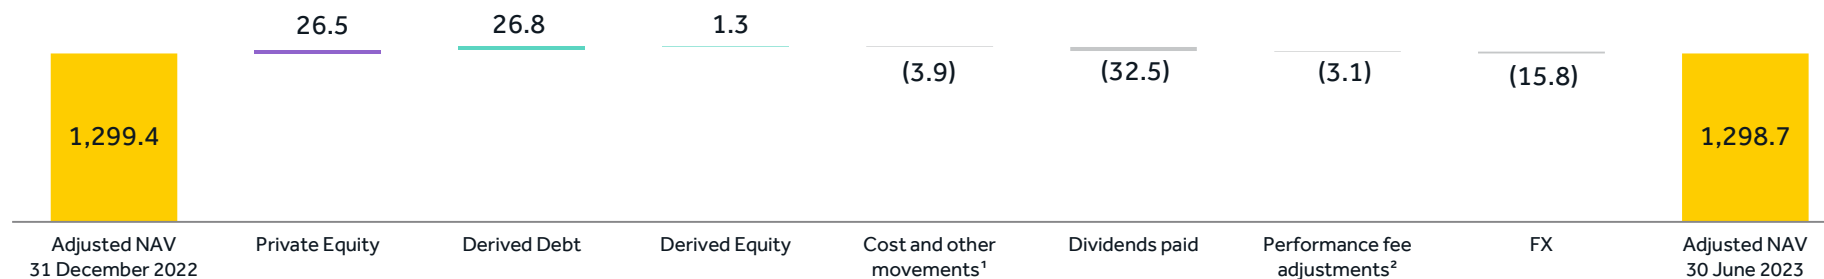 26.5
26.8
1.3
(3.9)
(32.5)
(3.1)
(15.8)
1,299.4
1,298.7
Adjusted NAV
31 December 2022
Private Equity
Derived Debt
Derived Equity
Cost and other
movements¹
Dividends paid
Performance fee
adjustments²
FX
Adjusted NAV
30 June 2023